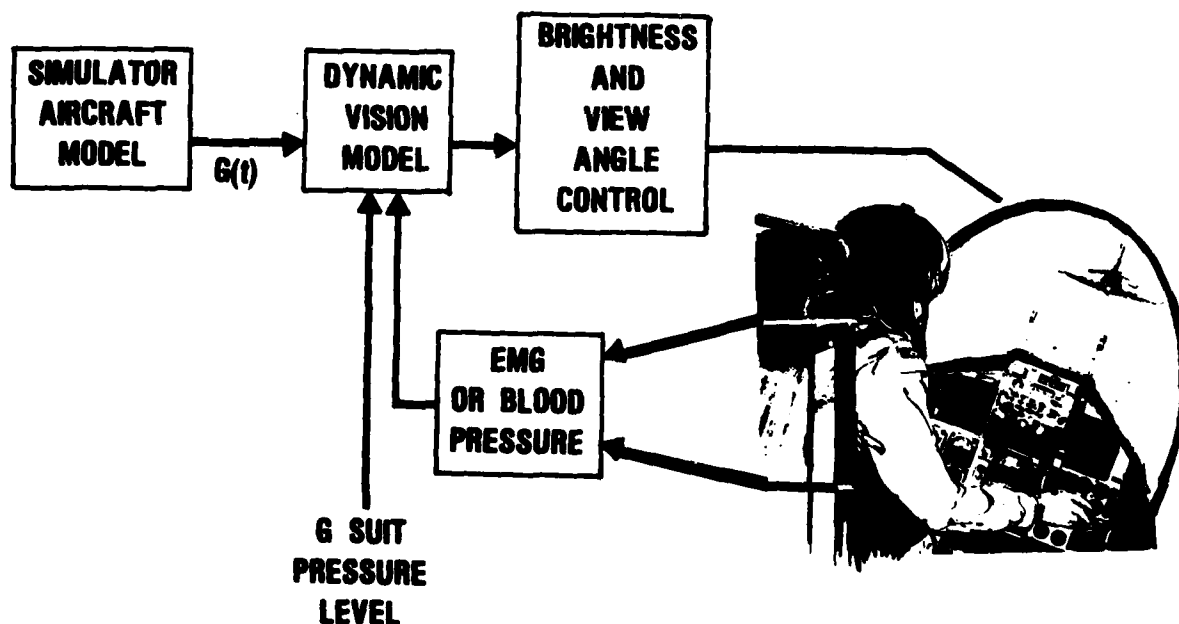 SIMULATOR
AIRCRAFT
MODEL
G(t)
DYNAMIC
VISION
MODEL
BRIGHTNESS
AND
VIEW
ANGLE
CONTROL
EMG
OR BLOOD
PRESSURE
G SUIT
PRESSURE
LEVEL